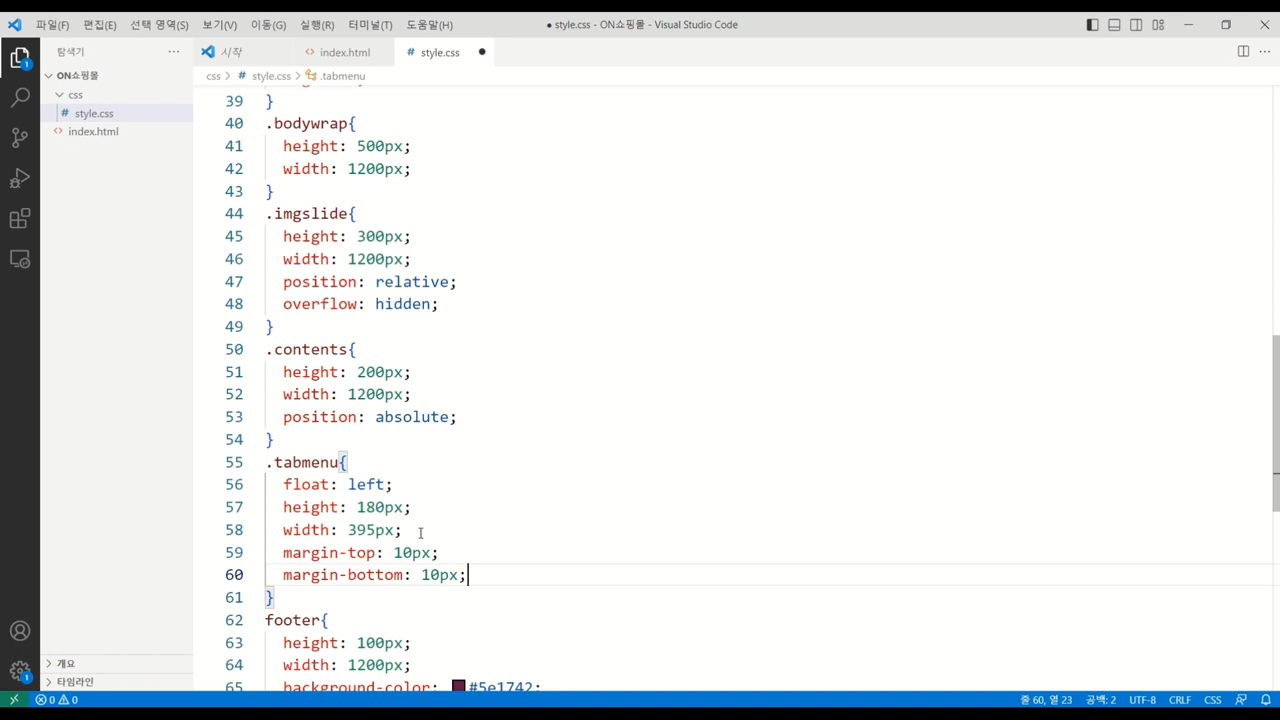 파일(F) 편집(E) 선택 영역(S) 보기(V) 이동(G) 실행(R) 터미널(T) 도움말(H) ● style.css - ON쇼핑몰 - Visual Studio Code
탐색기 ··· 시작 index.html # style.css ●
ON쇼핑몰 css > # style.css > .tabmenu
css
# style.css
index.html
39 }
40 .bodywrap{
41 height: 500px;
42 width: 1200px;
43 }
44 .imgslide{
45 height: 300px;
46 width: 1200px;
47 position: relative;
48 overflow: hidden;
49 }
50 .contents{
51 height: 200px;
52 width: 1200px;
53 position: absolute;
54 }
55 .tabmenu{
56 float: left;
57 height: 180px;
58 width: 395px;
59 margin-top: 10px;
60 margin-bottom: 10px;
61 }
62 footer{
63 height: 100px;
64 width: 1200px;
65 background-color: #5e1742;
개요
타임라인
0 0 줄 60, 열 23 공백: 2 UTF-8 CRLF CSS